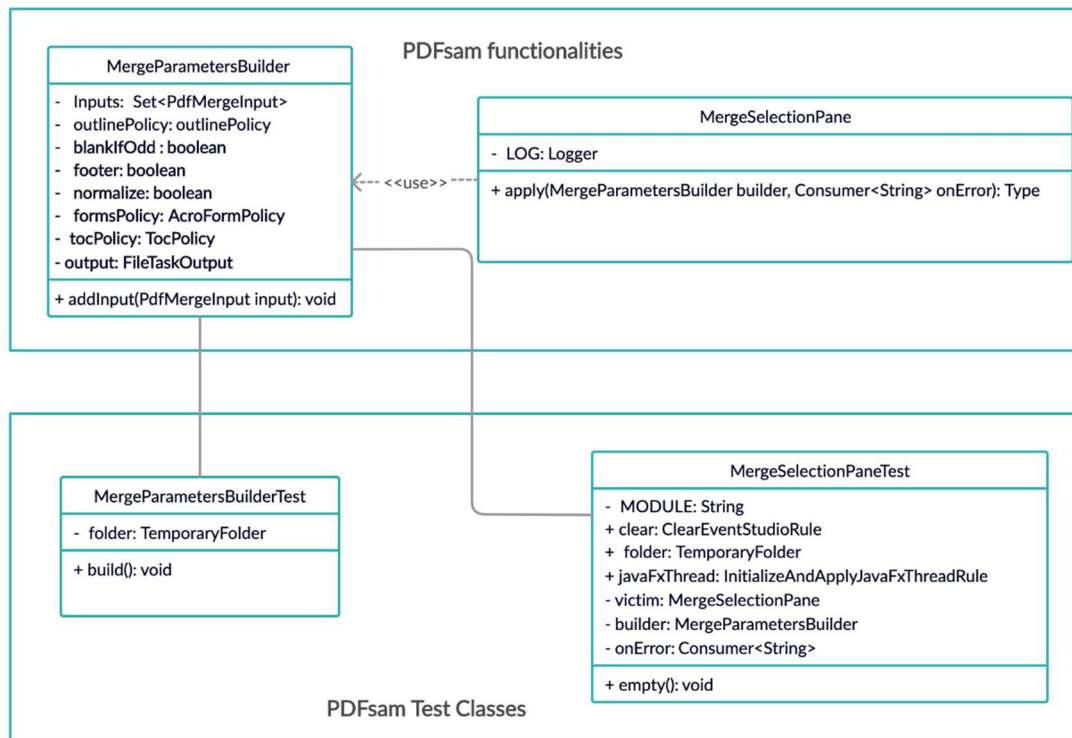 PDFsam functionalities
MergeParametersBuilder
- Inputs: Set<PdfMergeInput>
- outlinePolicy: outlinePolicy
- blankIfOdd : boolean
- footer: boolean
- normalize: boolean
- formsPolicy: AcroFormPolicy
- tocPolicy: TocPolicy
- output: FileTaskOutput
+ addInput(PdfMergeInput input): void
<<use>>
MergeSelectionPane
- LOG: Logger
+ apply(MergeParametersBuilder builder, Consumer<String> onError): Type
MergeParametersBuilderTest
- folder: TemporaryFolder
+ build(): void
MergeSelectionPaneTest
- MODULE: String
+ clear: ClearEventStudioRule
+ folder: TemporaryFolder
+ javaFxThread: InitializeAndApplyJavaFxThreadRule
- victim: MergeSelectionPane
- builder: MergeParametersBuilder
- onError: Consumer<String>
+ empty(): void
PDFsam Test Classes